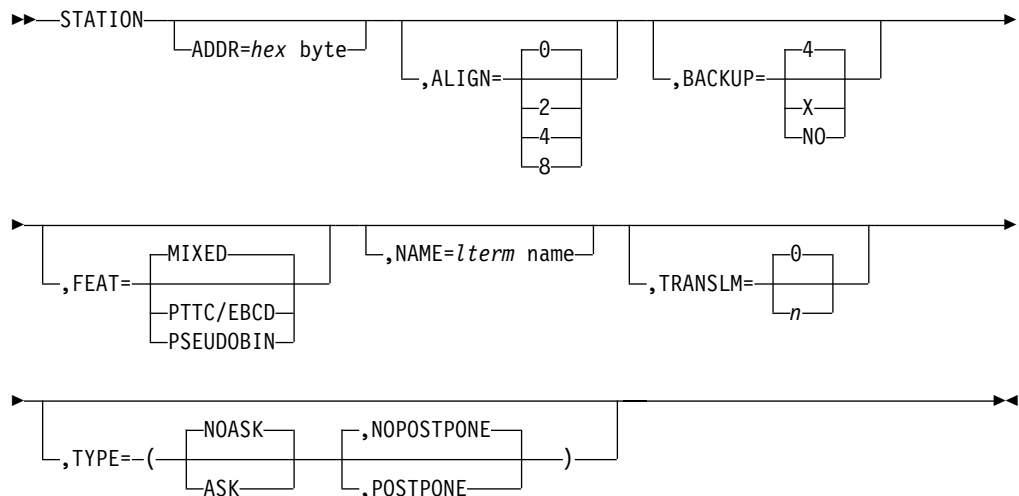 STATION
ADDR=hex byte
,ALIGN=
0
2
4
8
,BACKUP=
4
X
NO
,FEAT=
MIXED
PTTC/EBCD
PSEUDOBIN
,NAME=lterm name
,TRANSLM=
0
n
,TYPE=(
NOASK
ASK
,NOPOSTPONE
,POSTPONE
)